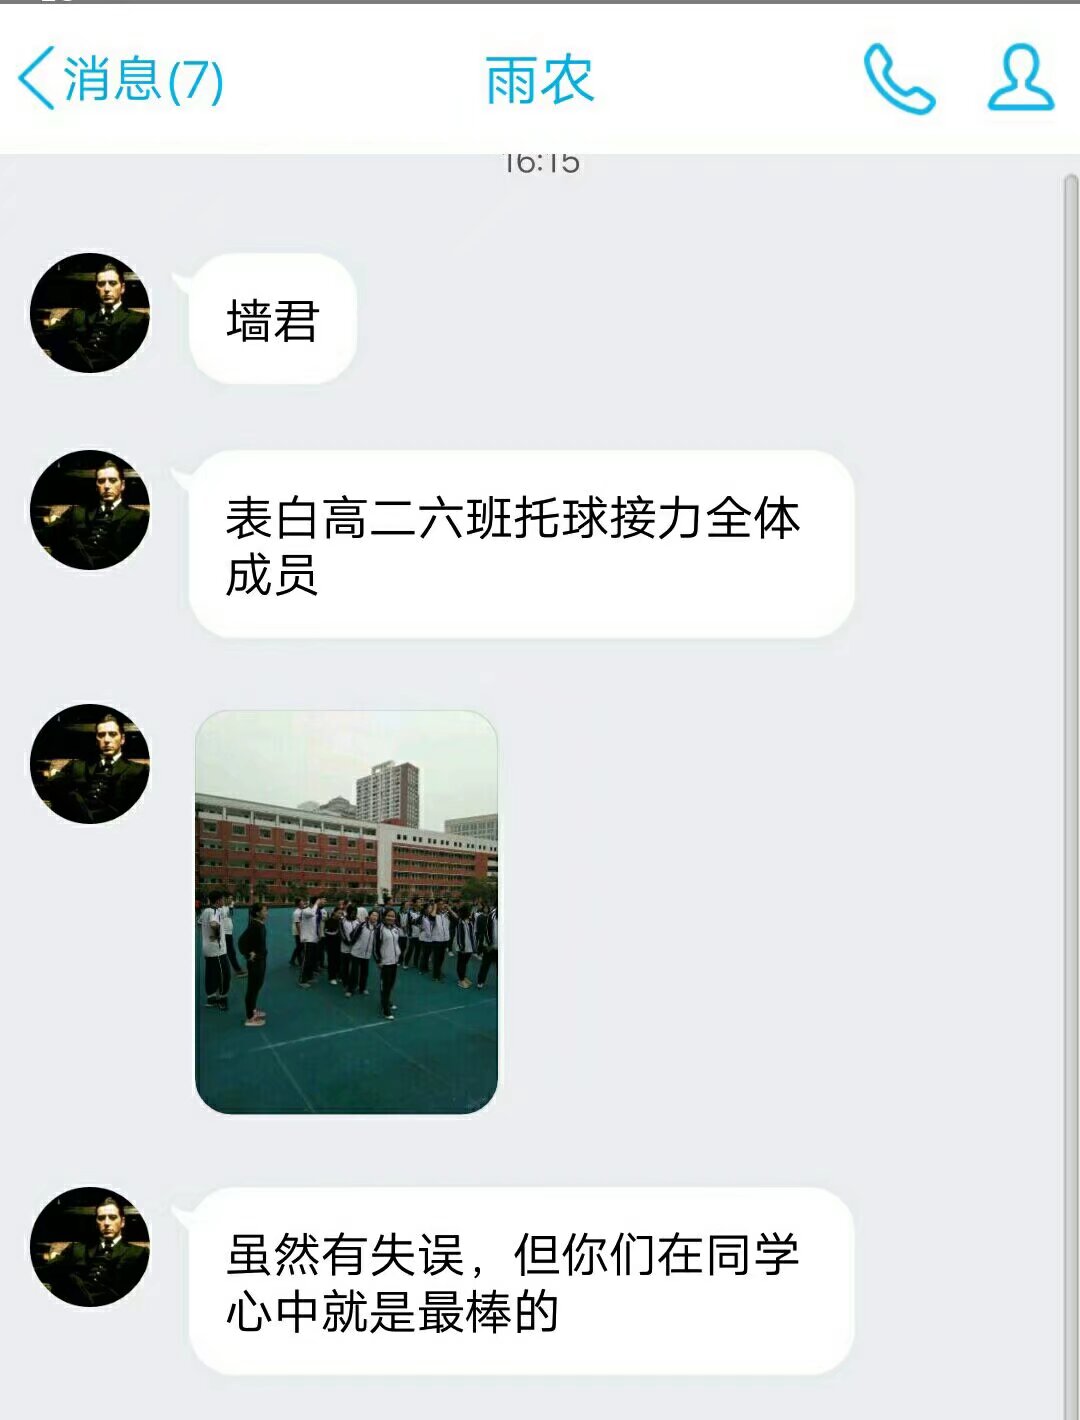 消息(7)
雨农
16:15
墙君
表白高二六班托球接力全体
成员
虽然有失误，但你们在同学
心中就是最棒的